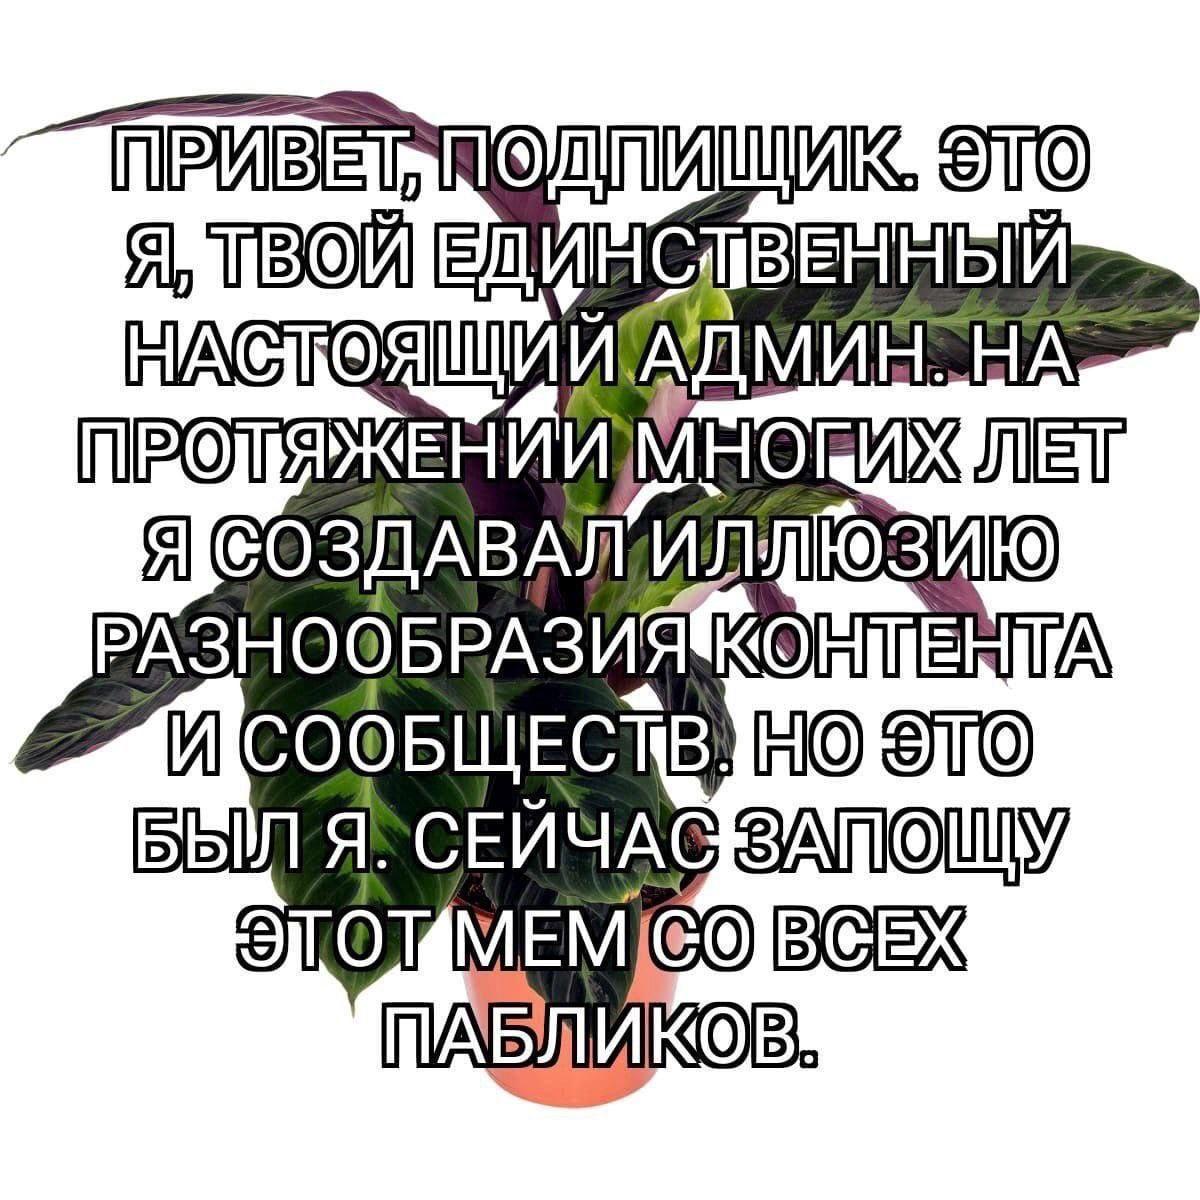 ПРИВЕТ, ПОДПИЩИК. ЭТО
Я, ТВОЙ ЕДИНСТВЕННЫЙ
НАСТОЯЩИЙ АДМИН. НА
ПРОТЯЖЕНИИ МНОГИХ ЛЕТ
Я СОЗДАВАЛ ИЛЛЮЗИЮ
РАЗНООБРАЗИЯ КОНТЕНТА
И СООБЩЕСТВ. НО ЭТО
БЫЛ Я. СЕЙЧАС ЗАПОЩУ
ЭТОТ МЕМ СО ВСЕХ
ПАБЛИКОВ.